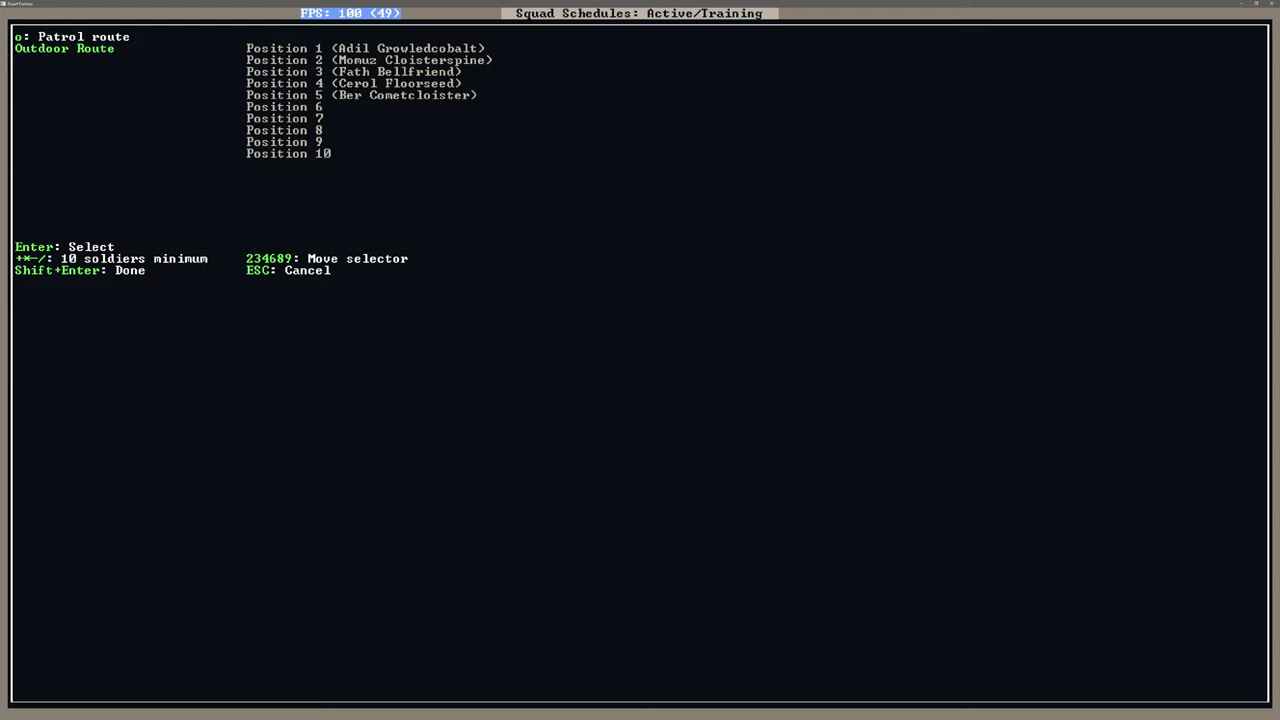 Dwarf Fortress
FPS: 100 (49)
Squad Schedules: Active/Training
o: Patrol route
Outdoor Route
Position 1 (Adil Growledcobalt)
Position 2 (Momuz Cloisterspine)
Position 3 (Fath Bellfriend)
Position 4 (Cerol Floorseed)
Position 5 (Ber Cometcloister)
Position 6
Position 7
Position 8
Position 9
Position 10
Enter: Select
+*-/: 10 soldiers minimum
234689: Move selector
Shift+Enter: Done
ESC: Cancel